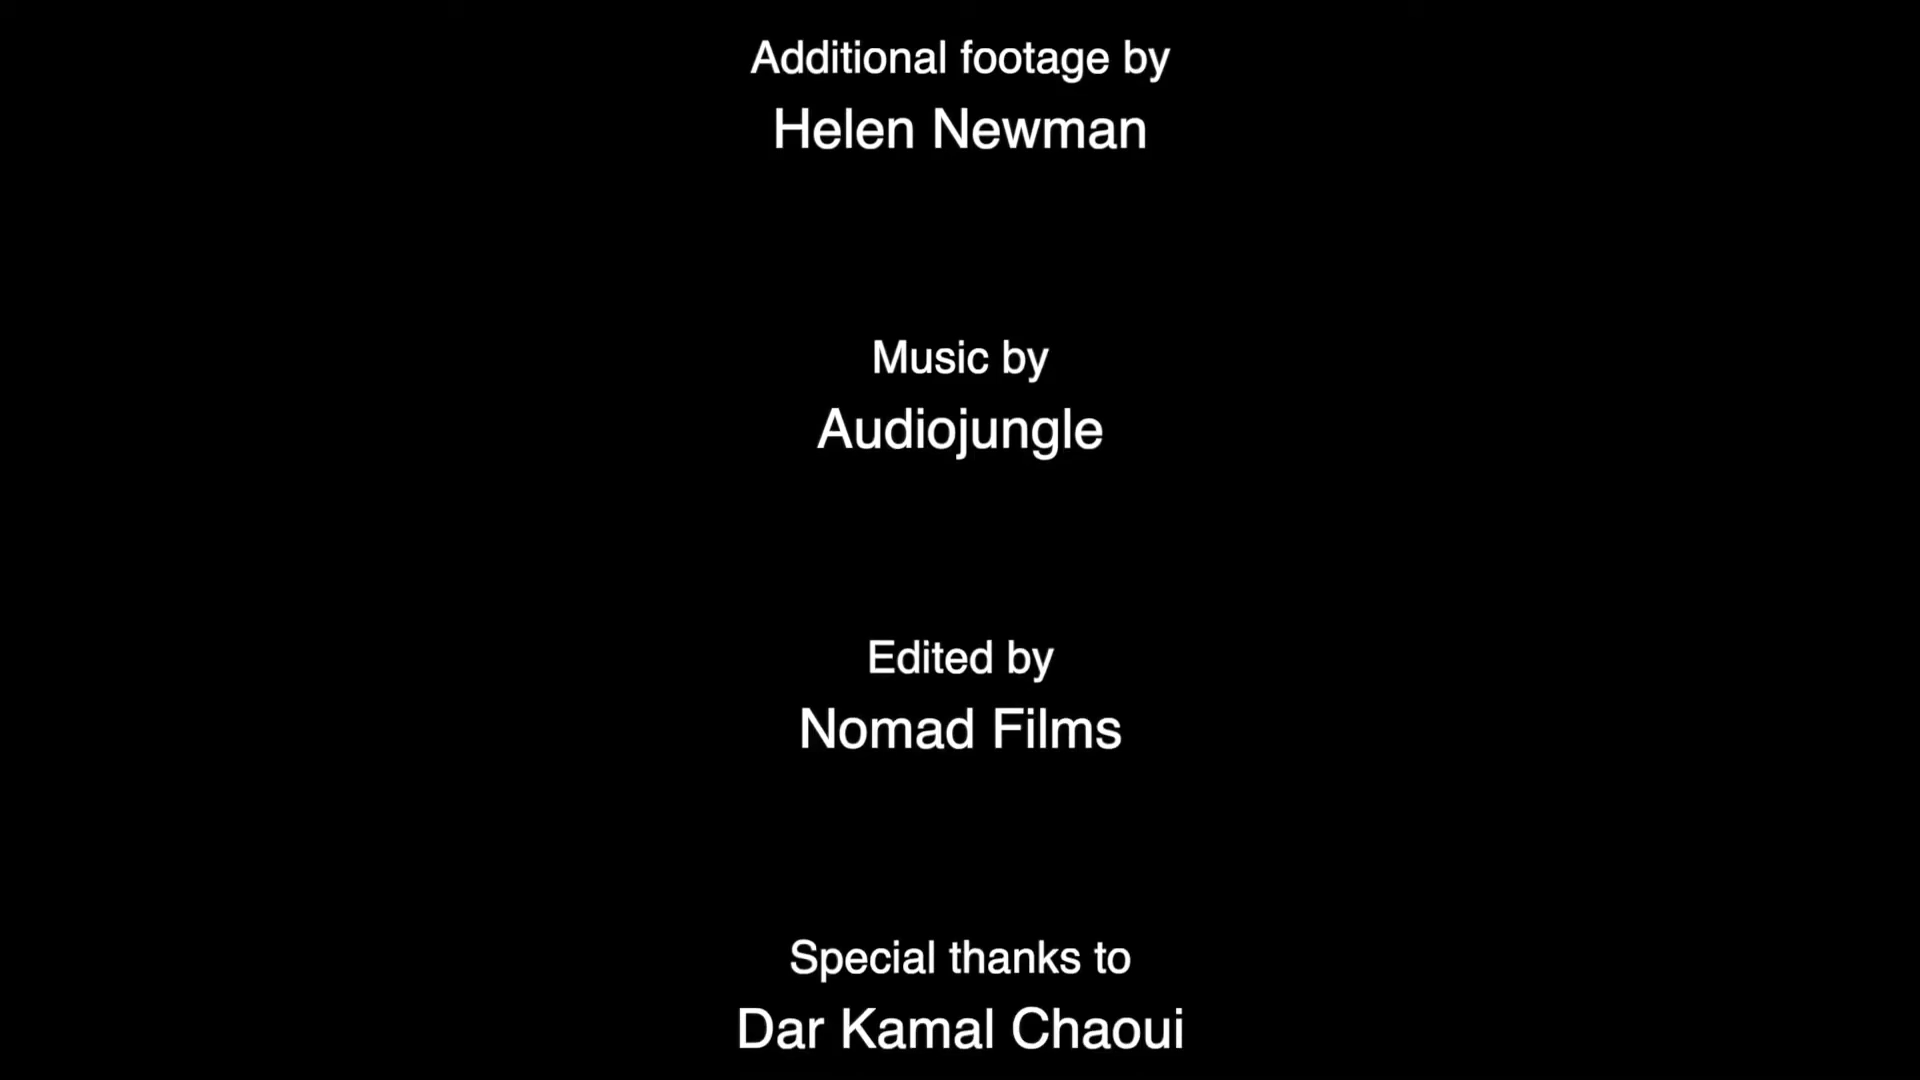 Additional footage by
Helen Newman
Music by
Audiojungle
Edited by
Nomad Films
Special thanks to
Dar Kamal Chaoui